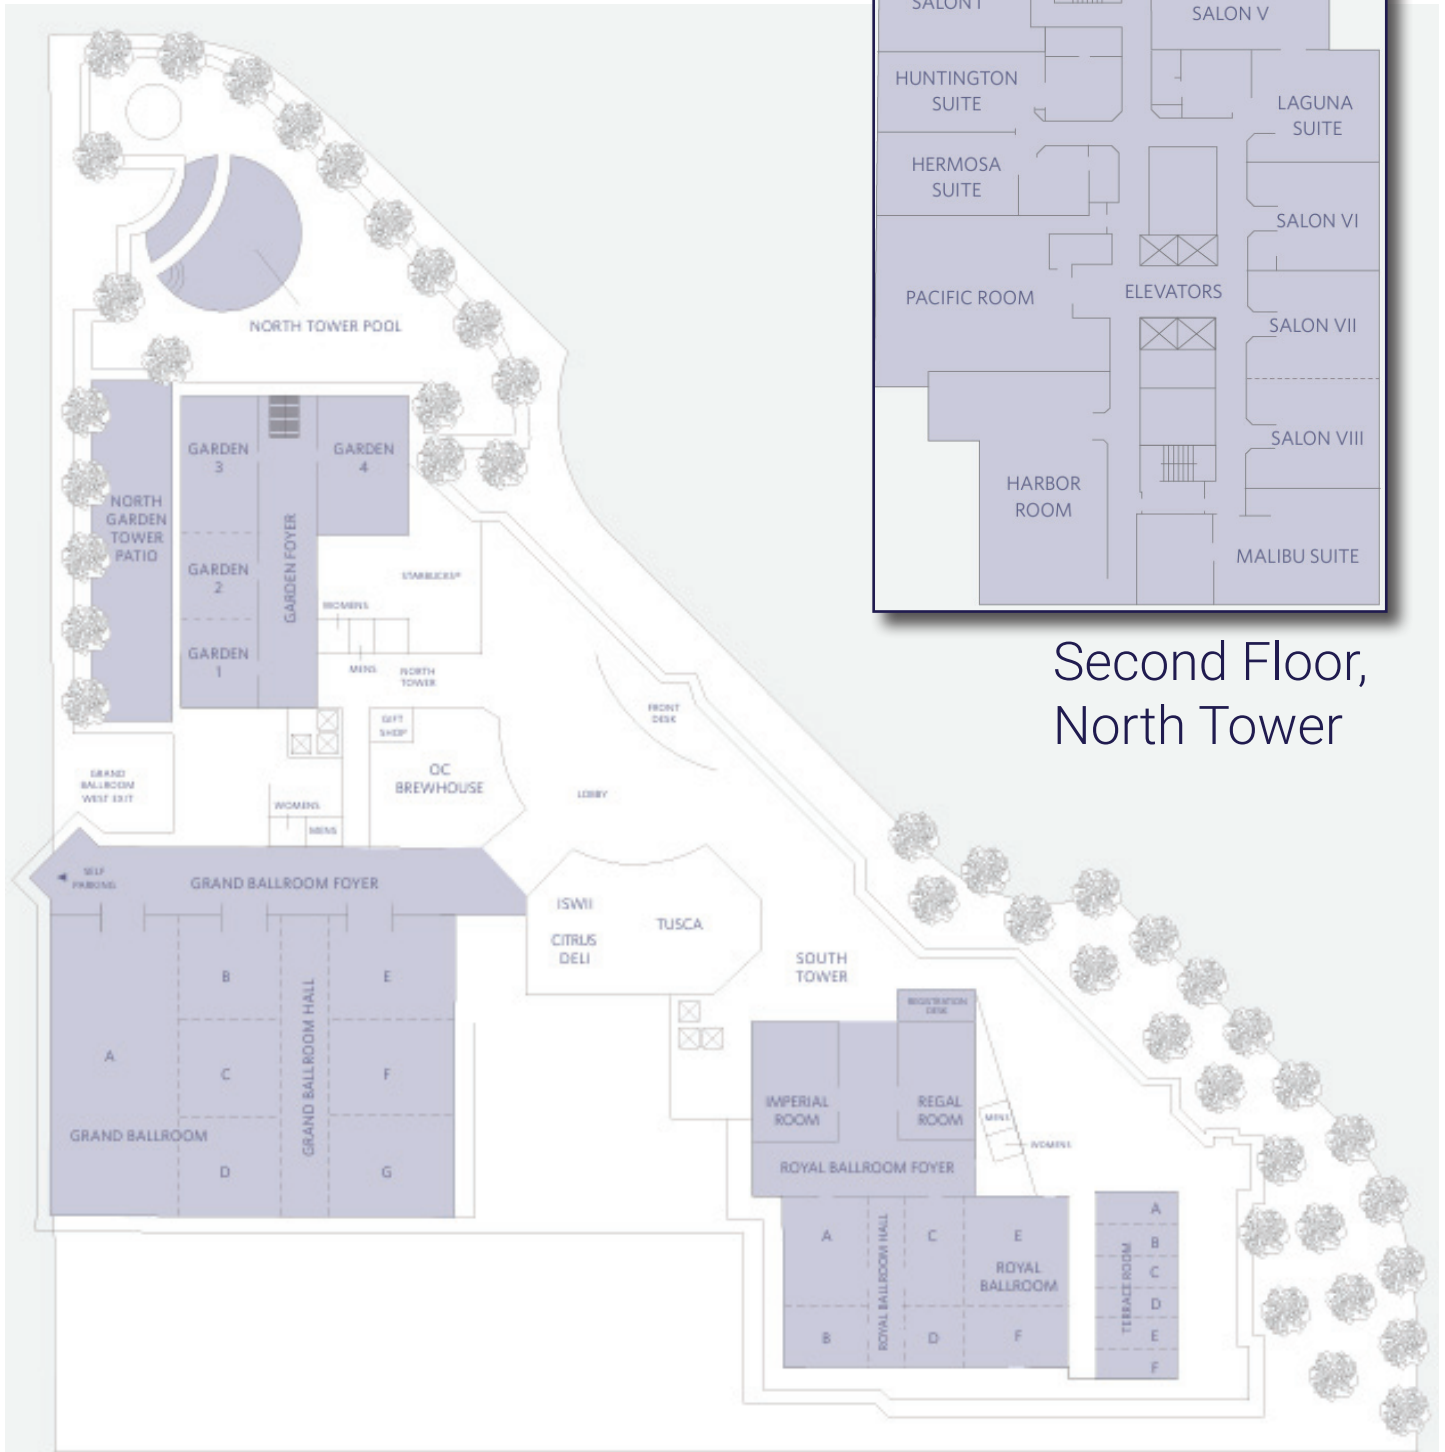 SALON I
SALON V
HUNTINGTON
SUITE
LAGUNA
SUITE
HERMOSA
SUITE
SALON VI
PACIFIC ROOM
ELEVATORS
SALON VII
SALON VIII
HARBOR
ROOM
MALIBU SUITE
Second Floor,
North Tower
NORTH TOWER POOL
GARDEN
3
GARDEN
4
NORTH
GARDEN
TOWER
PATIO
GARDEN FOYER
GARDEN
2
STARBUCKS®
WOMENS
GARDEN
1
MENS
NORTH
TOWER
GIFT
SHOP
FRONT
DESK
OC
BREWHOUSE
GRAND
BALLROOM
WEST EXIT
LOBBY
WOMENS
MENS
SELF
PARKING
GRAND BALLROOM FOYER
ISWII
CITRUS
DELI
TUSCA
SOUTH
TOWER
A
B
C
D
E
F
G
GRAND BALLROOM
GRAND BALLROOM HALL
REGISTRATION
DESK
IMPERIAL
ROOM
REGAL
ROOM
MENS
WOMENS
ROYAL BALLROOM FOYER
A
B
ROYAL BALLROOM HALL
C
D
E
ROYAL
BALLROOM
F
TERRACE ROOM
A
B
C
D
E
F